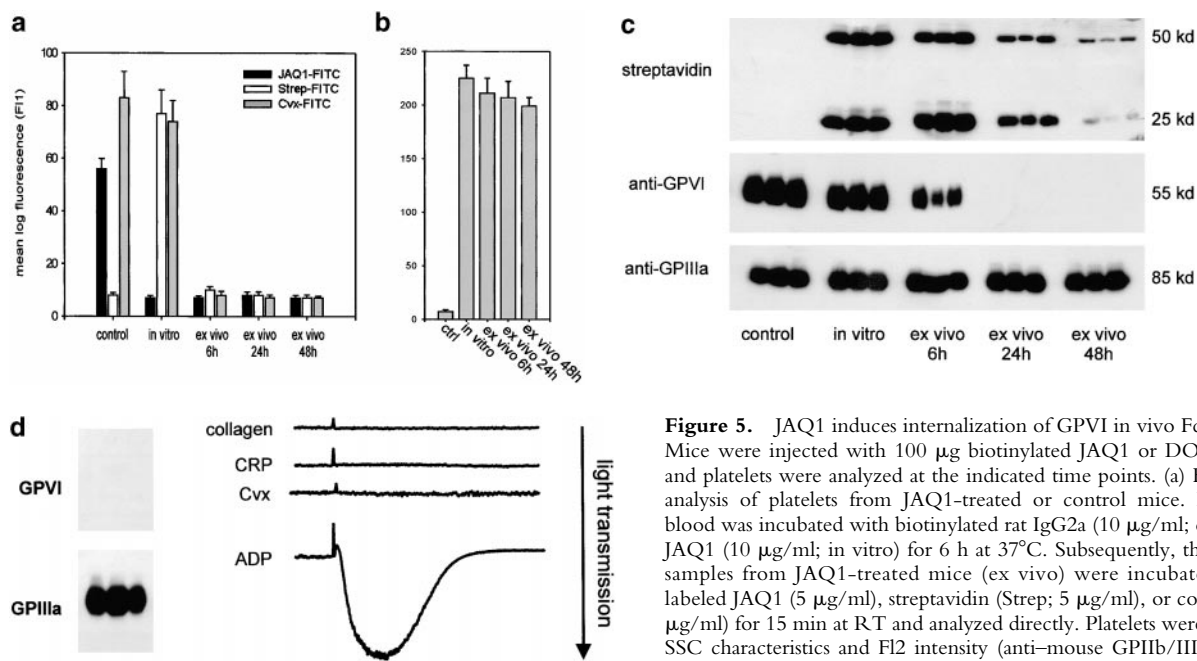 a
b
c
mean log fluorescence (Fl1)
100
80
60
40
20
0
JAQ1-FITC
Strep-FITC
Cvx-FITC
control
in vitro
ex vivo 6h
ex vivo 24h
ex vivo 48h
250
200
150
100
50
0
ctrl
in vitro
ex vivo 6h
ex vivo 24h
ex vivo 48h
streptavidin
50 kd
25 kd
anti-GPVI
55 kd
anti-GPIIIa
85 kd
control
in vitro
ex vivo 6h
ex vivo 24h
ex vivo 48h
d
GPVI
GPIIIa
collagen
CRP
Cvx
ADP
light transmission
Figure 5. JAQ1 induces internalization of GPVI in vivo
Mice were injected with 100 μg biotinylated JAQ1 or
and platelets were analyzed at the indicated time points. (a)
analysis of platelets from JAQ1-treated or control mice.
blood was incubated with biotinylated rat IgG2a (10 μg/ml;
JAQ1 (10 μg/ml; in vitro) for 6 h at 37°C. Subsequently,
samples from JAQ1-treated mice (ex vivo) were
labeled JAQ1 (5 μg/ml), streptavidin (Strep; 5 μg/ml), or
μg/ml) for 15 min at RT and analyzed directly. Platelets were
SSC characteristics and Fl2 intensity (anti–mouse